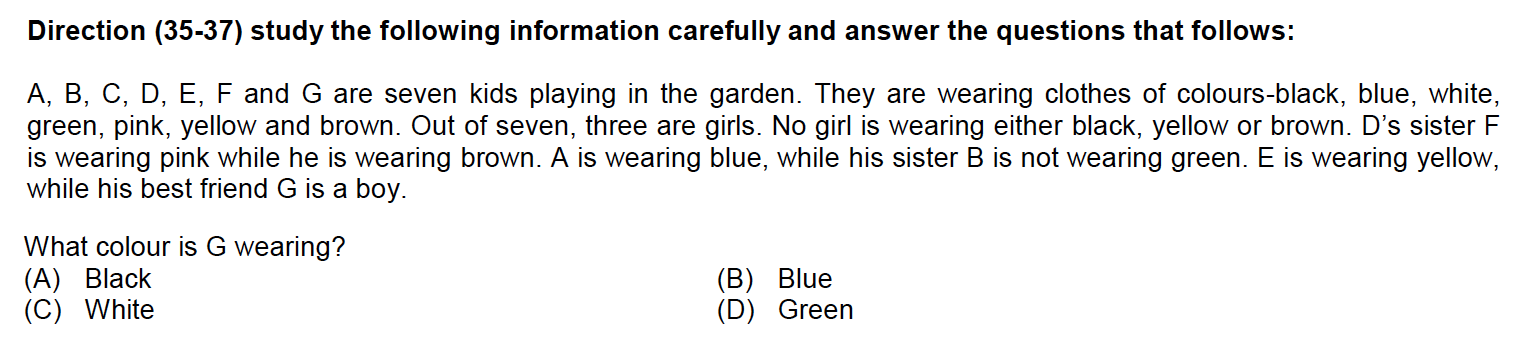 Direction (35-37) study the following information carefully and answer the questions that follows:
A, B, C, D, E, F and G are seven kids playing in the garden. They are wearing clothes of colours-black, blue, white,
green, pink, yellow and brown. Out of seven, three are girls. No girl is wearing either black, yellow or brown. D’s sister F
is wearing pink while he is wearing brown. A is wearing blue, while his sister B is not wearing green. E is wearing yellow,
while his best friend G is a boy.
What colour is G wearing?
(A) Black (B) Blue
(C) White (D) Green